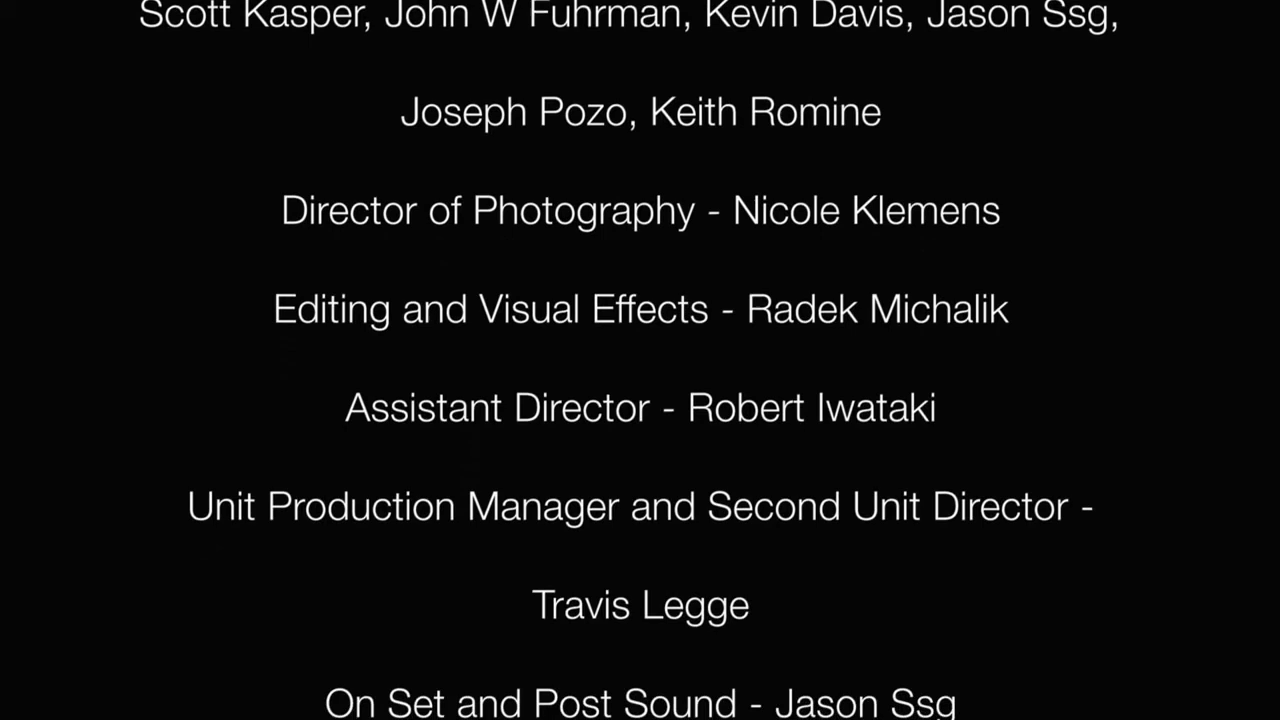 Scott Kasper, John W Fuhrman, Kevin Davis, Jason Ssg,
Joseph Pozo, Keith Romine
Director of Photography - Nicole Klemens
Editing and Visual Effects - Radek Michalik
Assistant Director - Robert Iwataki
Unit Production Manager and Second Unit Director -
Travis Legge
On Set and Post Sound - Jason Ssg